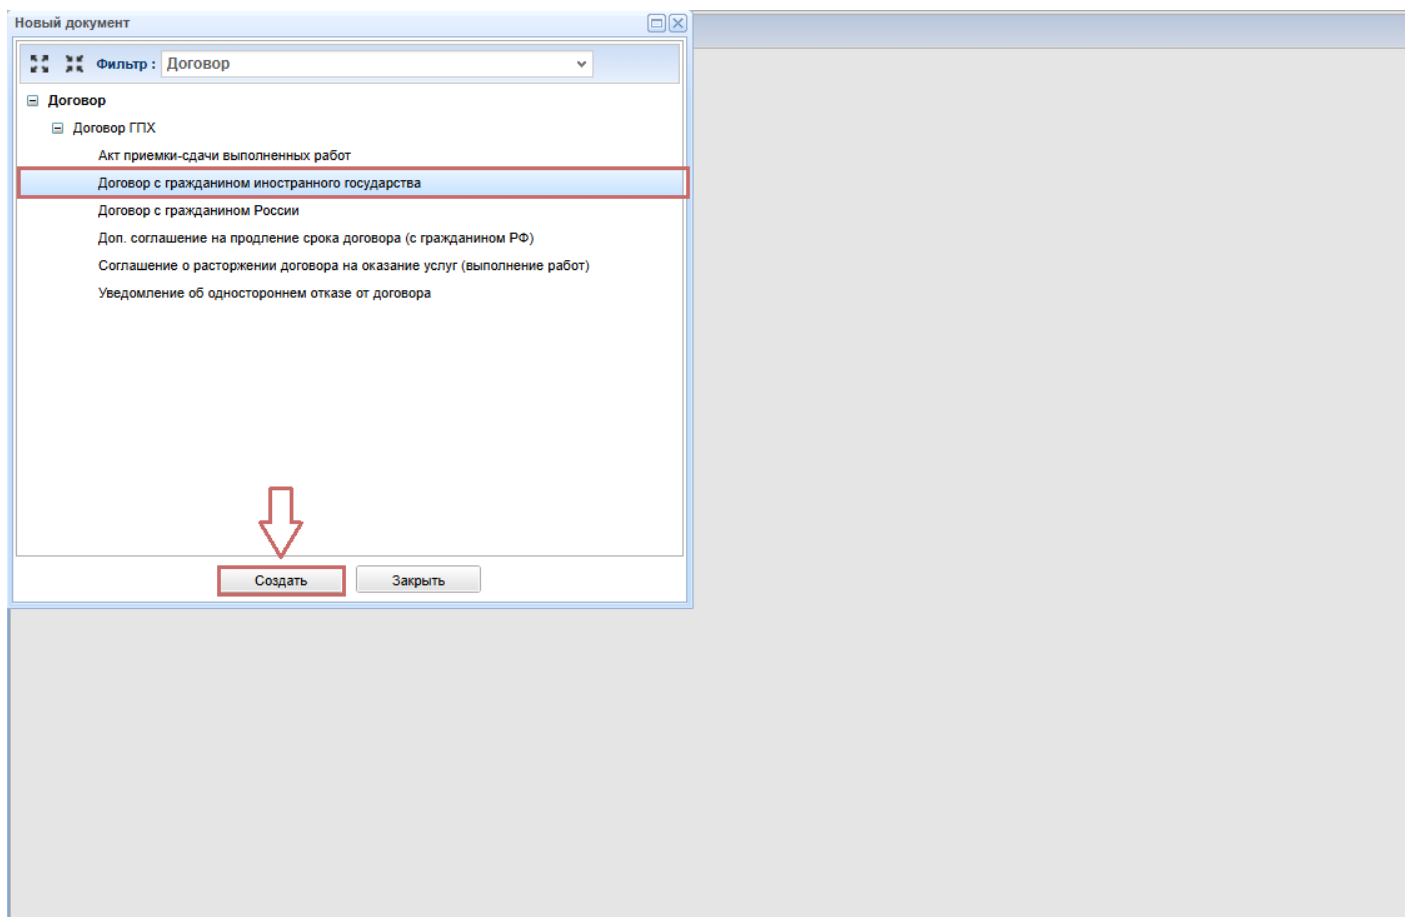 Новый документ
Фильтр : Договор
Договор
Договор ГПХ
Акт приемки-сдачи выполненных работ
Договор с гражданином иностранного государства
Договор с гражданином России
Доп. соглашение на продление срока договора (с гражданином РФ)
Соглашение о расторжении договора на оказание услуг (выполнение работ)
Уведомление об одностороннем отказе от договора
Создать Закрыть